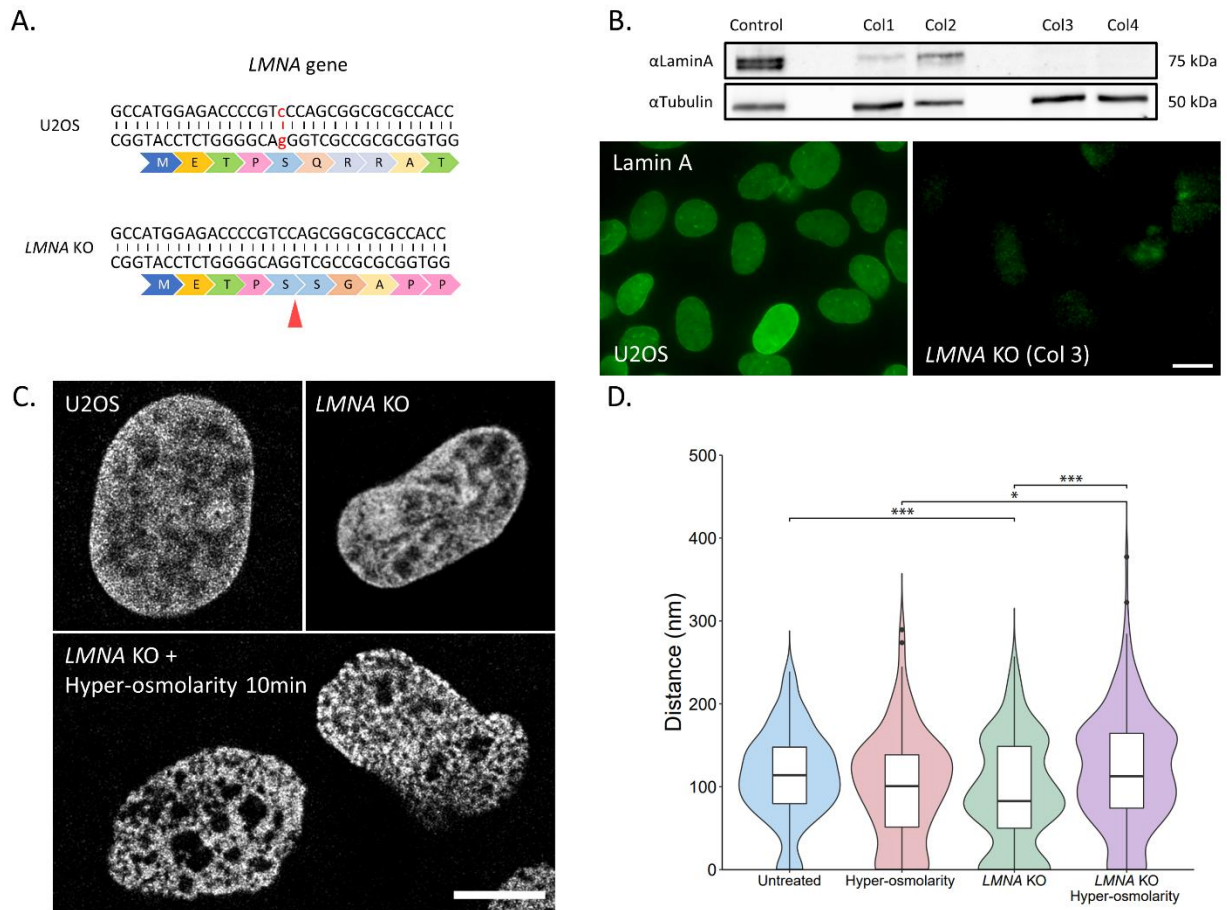 A.
LMNA gene
GCCATGGAGACCCCGTcCCAGCGGCGCGCCACC
U2OS
CGGTACCTCTGGGGCAgGGTCGCCGCGCGGTGG
M E T P S Q R R A T
GCCATGGAGACCCCGTCCAGCGGCGCGCCACC
LMNA KO
CGGTACCTCTGGGGCAGGTCGCCGCGCGGTGG
M E T P S S G A P P
B.
Control Col1 Col2 Col3 Col4
αLaminA 75 kDa
αTubulin 50 kDa
Lamin A
U2OS LMNA KO (Col 3)
C.
U2OS LMNA KO
LMNA KO +
Hyper-osmolarity 10min
D.
Distance (nm)
500
400
300
200
100
0
***
*
***
Untreated Hyper-osmolarity LMNA KO LMNA KO
Hyper-osmolarity